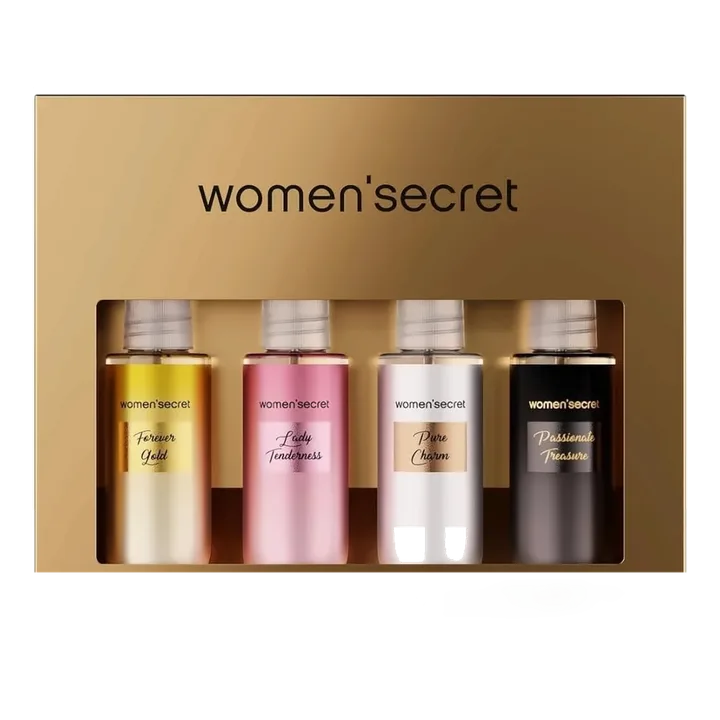 women'secret
women'secret
Forever
Gold
women'secret
Lady
Tenderness
women'secret
Pure
Charm
women'secret
Passionate
Treasure